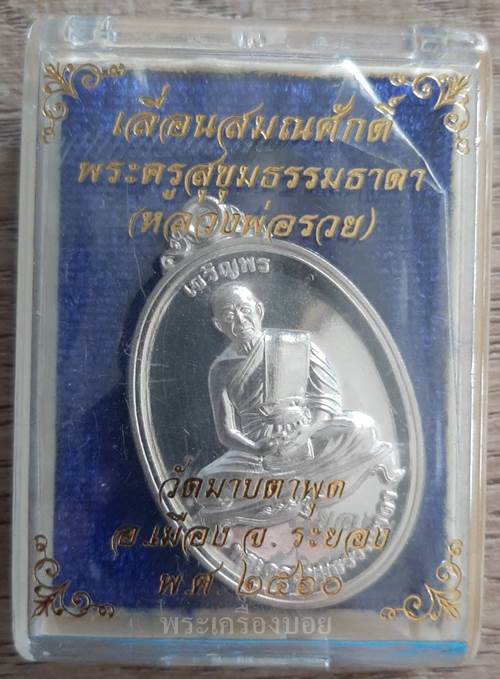 เลื่อนสมณศักดิ์
พระครูสุขุมธรรมธาดา
(หลวงพ่อรวย)
เจริญพร
วัดมาบตาพุด
อ.เมือง จ. ระยอง
พ.ศ. ๒๕๖๐
พระเครื่องบอย